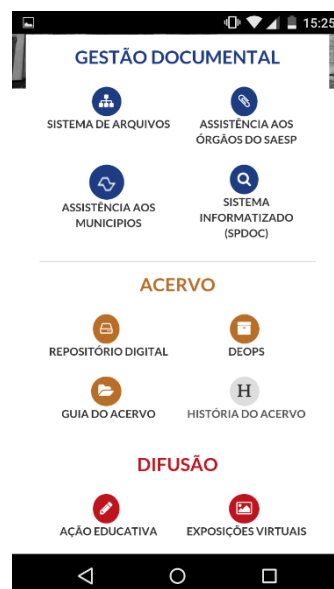 15:25
GESTÃO DOCUMENTAL
SISTEMA DE ARQUIVOS
ASSISTÊNCIA AOS
ÓRGÃOS DO SAESP
ASSISTÊNCIA AOS
MUNICIPIOS
SISTEMA
INFORMATIZADO
(SPDOC)
ACERVO
REPOSITÓRIO DIGITAL
DEOPS
GUIA DO ACERVO
H
HISTÓRIA DO ACERVO
DIFUSÃO
AÇÃO EDUCATIVA
EXPOSIÇÕES VIRTUAIS